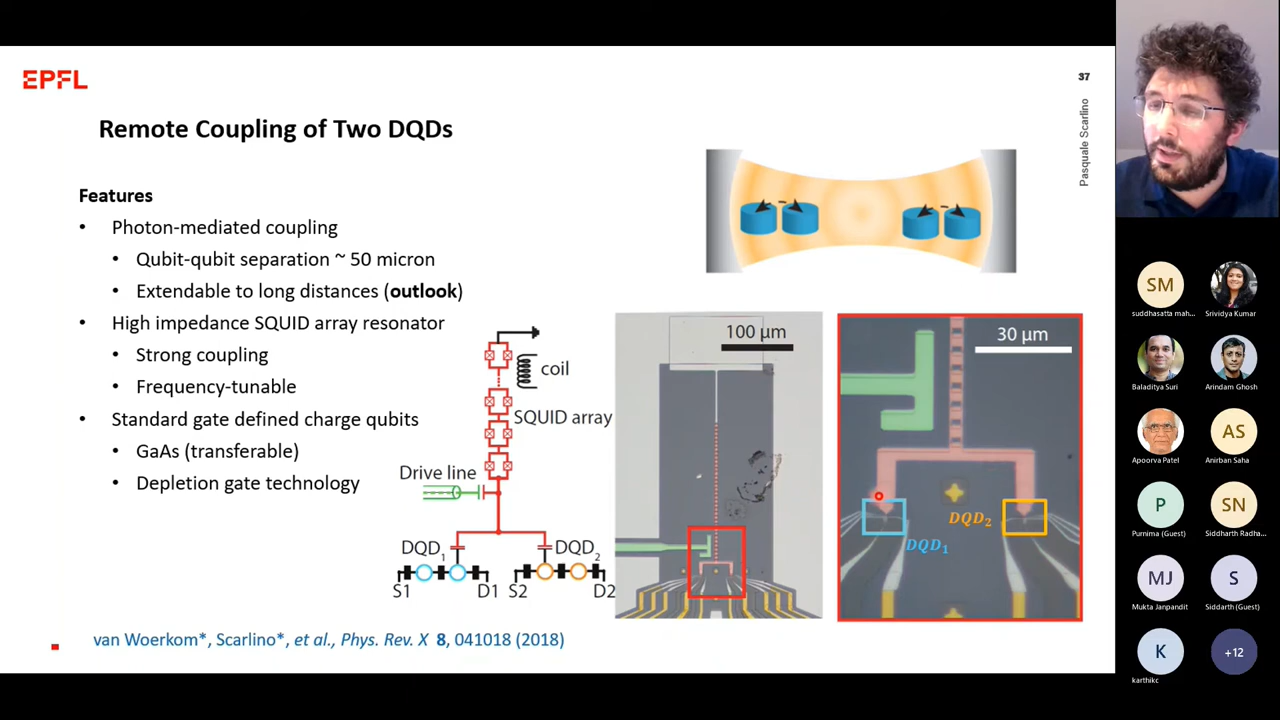 EPFL
37
Pasquale Scarlino
Remote Coupling of Two DQDs
Features
• Photon-mediated coupling
• Qubit-qubit separation ~ 50 micron
• Extendable to long distances (outlook)
• High impedance SQUID array resonator
• Strong coupling
• Frequency-tunable
• Standard gate defined charge qubits
• GaAs (transferable)
• Depletion gate technology
coil
SQUID array
Drive line
DQD1
DQD2
S1
D1
S2
D2
100 µm
30 µm
DQD1
DQD2
van Woerkom*, Scarlino*, et al., Phys. Rev. X 8, 041018 (2018)
SM
suddhasatta mah...
Srividya Kumar
Baladitya Suri
Arindam Ghosh
Apoorva Patel
AS
Anirban Saha
P
Purnima (Guest)
SN
Siddharth Radha...
MJ
Mukta Janpandit
S
Siddarth (Guest)
K
karthikc
+12